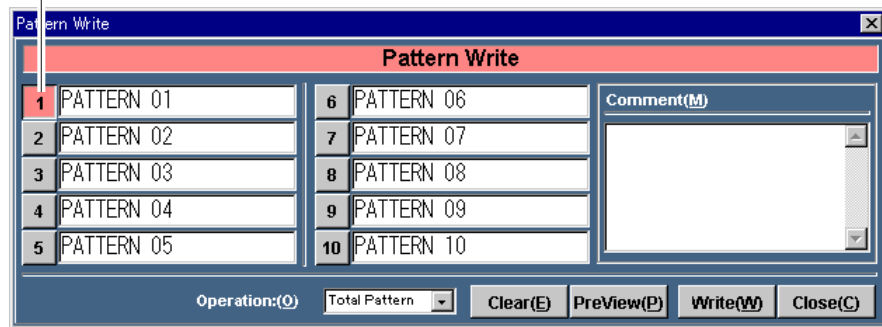 Pattern Write
Pattern Write
1 PATTERN 01
2 PATTERN 02
3 PATTERN 03
4 PATTERN 04
5 PATTERN 05
6 PATTERN 06
7 PATTERN 07
8 PATTERN 08
9 PATTERN 09
10 PATTERN 10
Comment(M)
Operation:(O) Total Pattern Clear(E) PreView(P) Write(W) Close(C)